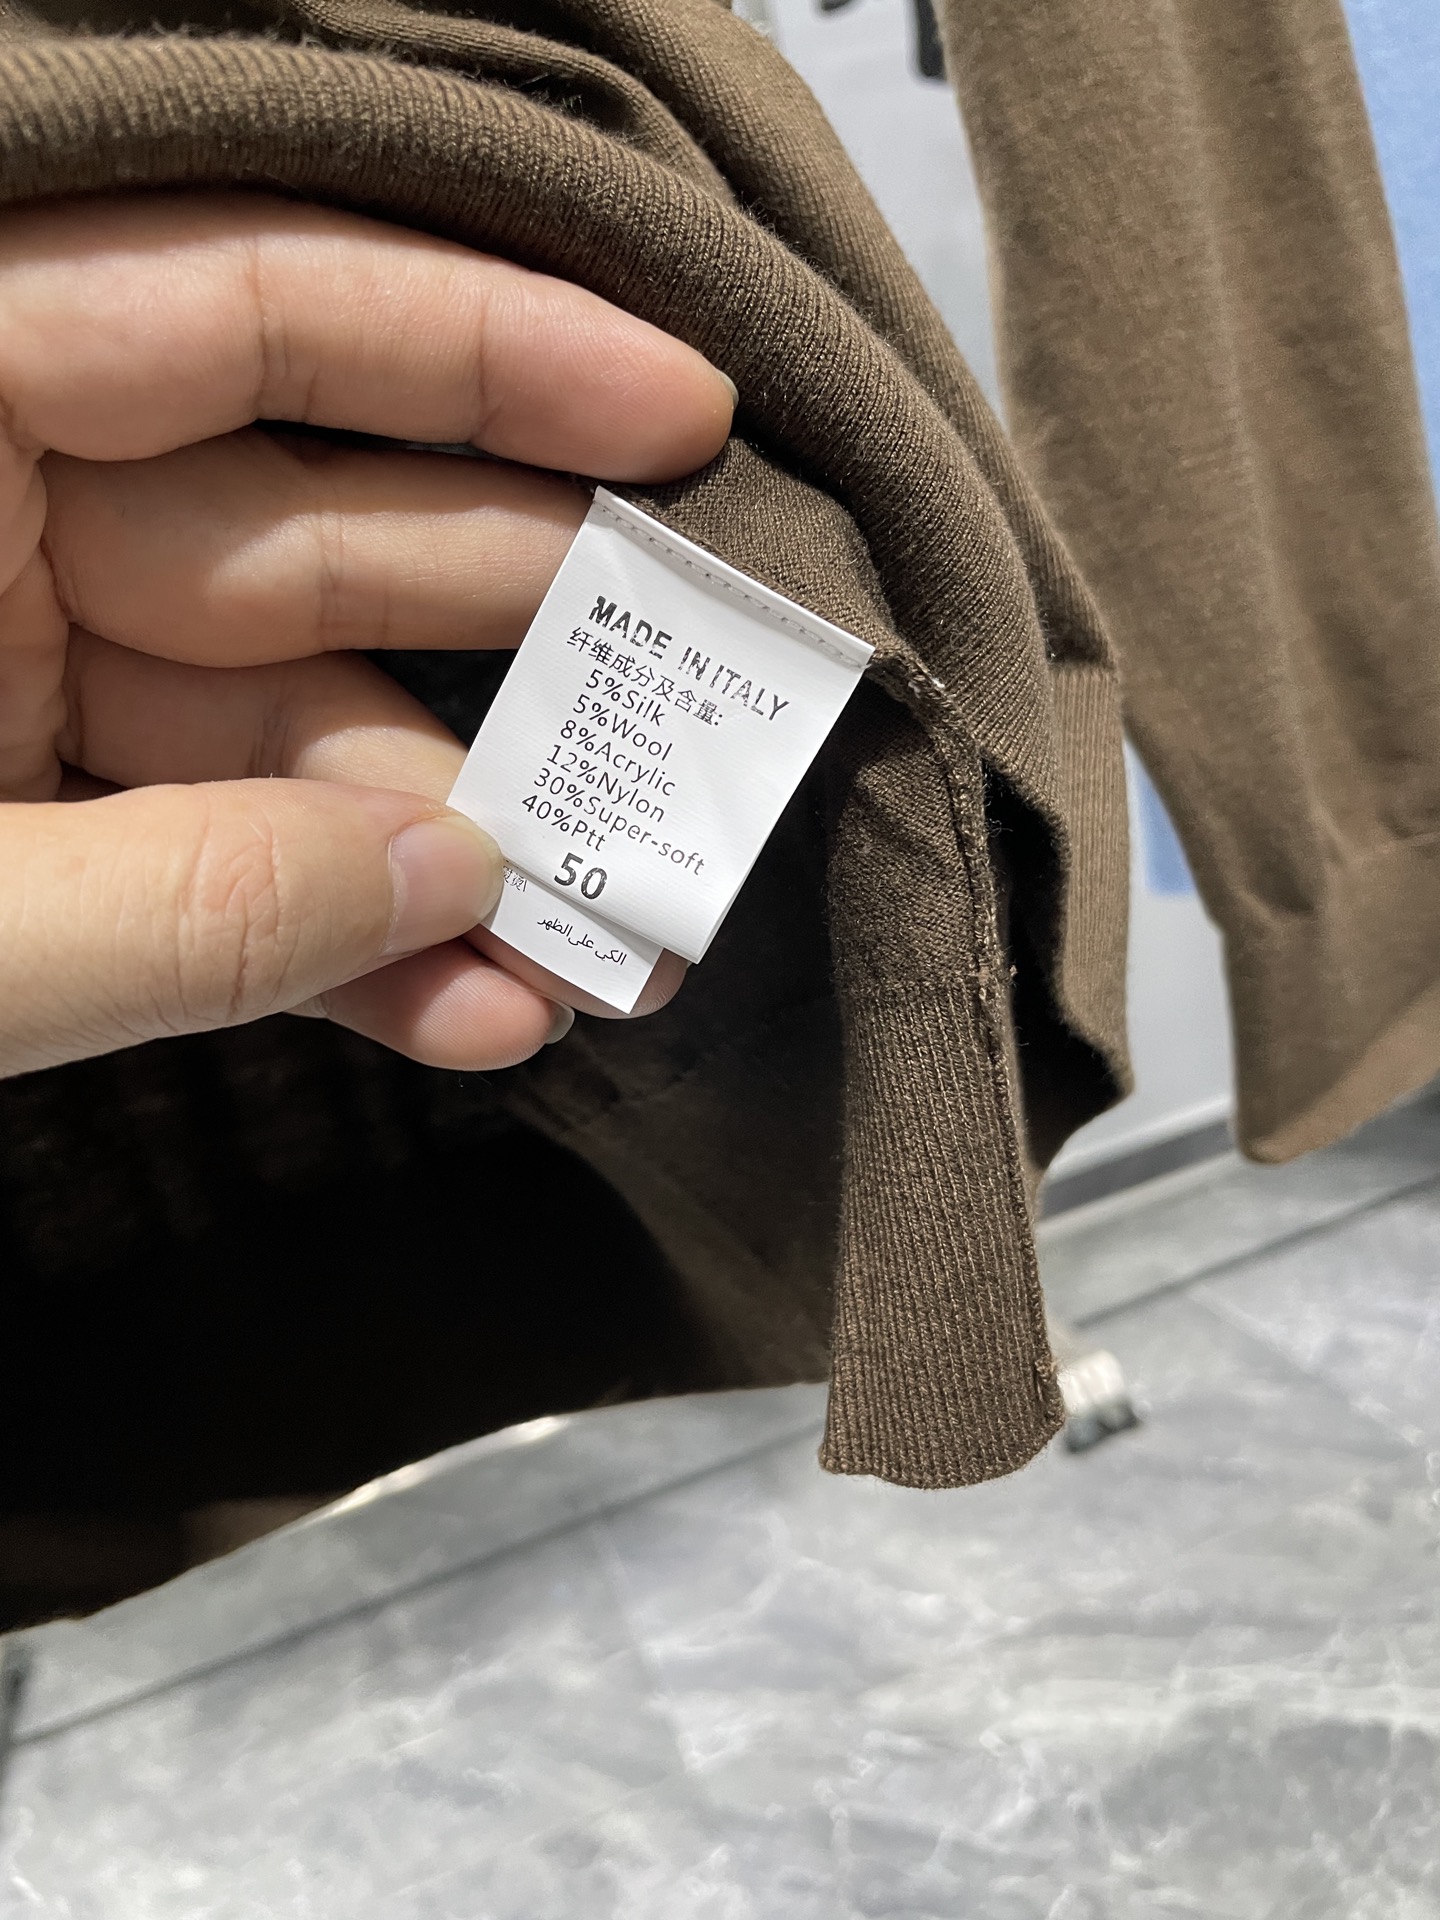 MADE IN ITALY
纤维成分及含量:
5%Silk
5%Wool
8%Acrylic
12%Nylon
30%Super-soft
40%Ptt
50
الكي على الظهر